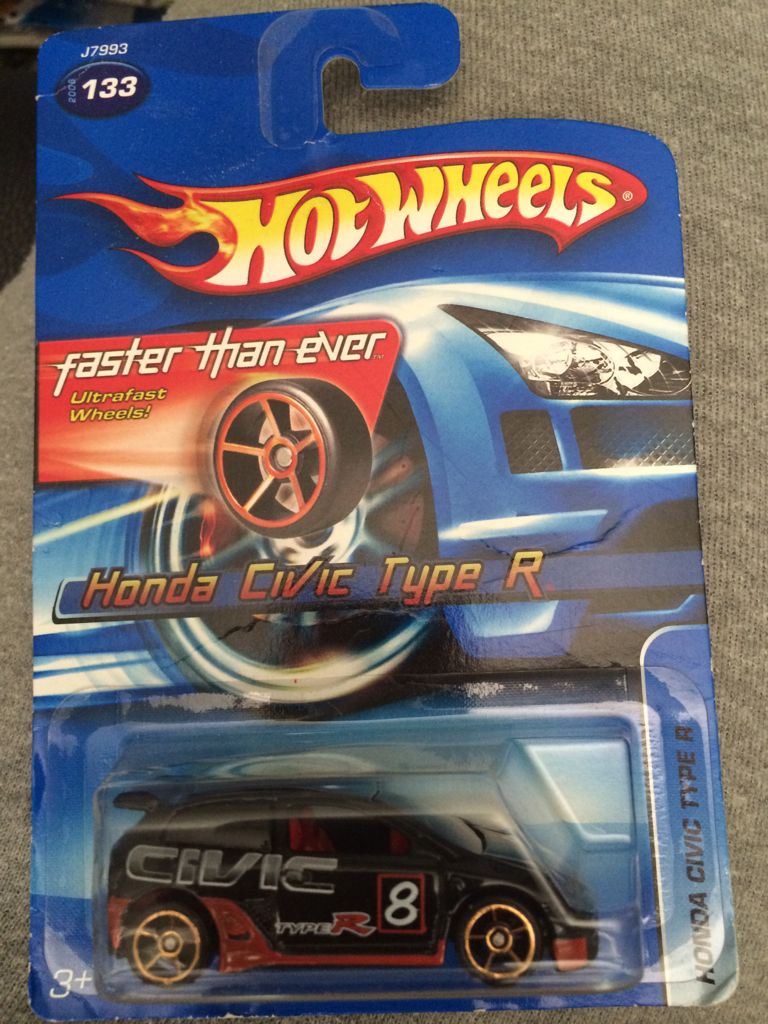 J7993
2006
133
HOT WHEELS®
faster than ever™
Ultrafast
Wheels!
Honda Civic Type R
HONDA CIVIC TYPE R
CIVIC
TYPE R
8
3+